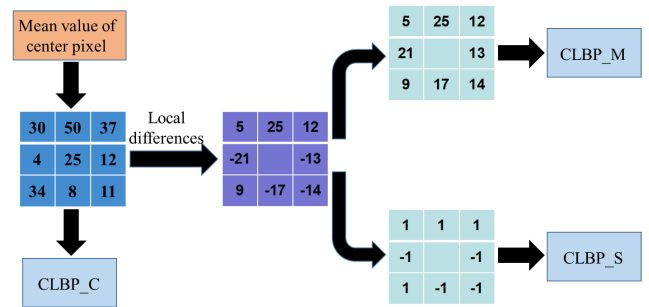 Mean value of
center pixel
30 50 37
4 25 12
34 8 11
CLBP_C
Local
differences
5 25 12
-21 -13
9 -17 -14
5 25 12
21 13
9 17 14
CLBP_M
1 1 1
-1 -1
1 -1 -1
CLBP_S